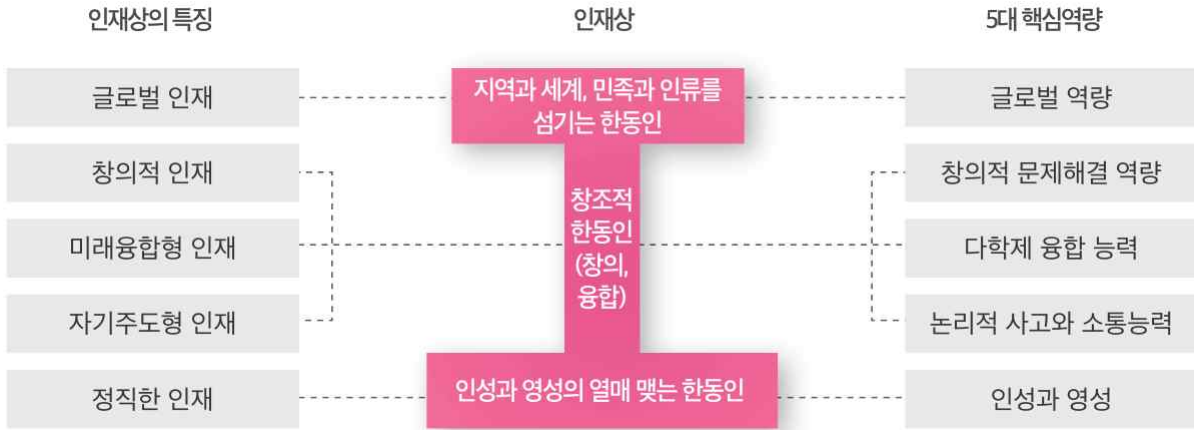 인재상의 특징
인재상
5대 핵심역량
글로벌 인재
지역과 세계, 민족과 인류를
섬기는 한동인
글로벌 역량
창의적 인재
창의적 문제해결 역량
미래융합형 인재
창조적
한동인
(창의,
융합)
다학제 융합 능력
자기주도형 인재
논리적 사고와 소통능력
정직한 인재
인성과 영성의 열매 맺는 한동인
인성과 영성